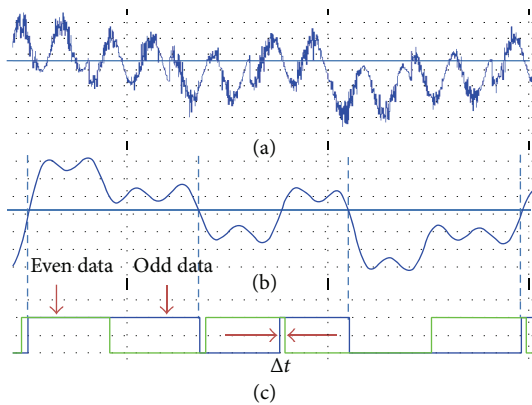 (a)
Even data
Odd data
(b)
Δt
(c)